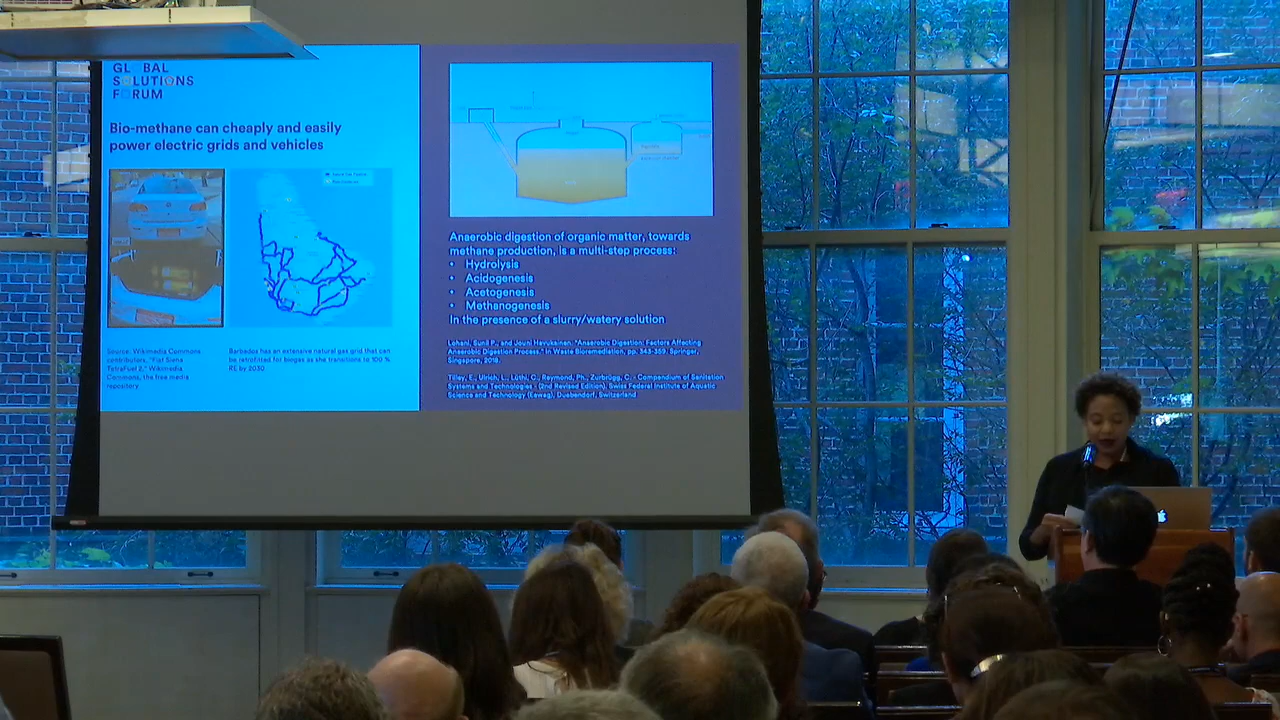 GLOBAL
SOLUTIONS
FORUM
Bio-methane can cheaply and easily
power electric grids and vehicles
Source: Wikimedia Commons
contributors, "Fiat Siena
TetraFuel 2," Wikimedia
Commons, the free media
repository
Barbados has an extensive natural gas grid that can
be retrofitted for biogas as she transitions to 100 %
RE by 2030
Anaerobic digestion of organic matter, towards
methane production, is a multi-step process:
• Hydrolysis
• Acidogenesis
• Acetogenesis
• Methanogenesis
In the presence of a slurry/watery solution
Lohani, Sunil P., and Jouni Havukainen. "Anaerobic Digestion: Factors Affecting
Anaerobic Digestion Process." In Waste Bioremediation, pp. 343-359. Springer,
Singapore, 2018.
Tilley, E., Ulrich, L., Lüthi, C., Reymond, Ph., Zurbrügg, C. - Compendium of Sanitation
Systems and Technologies - (2nd Revised Edition), Swiss Federal Institute of Aquatic
Science and Technology (Eawag), Duebendorf, Switzerland